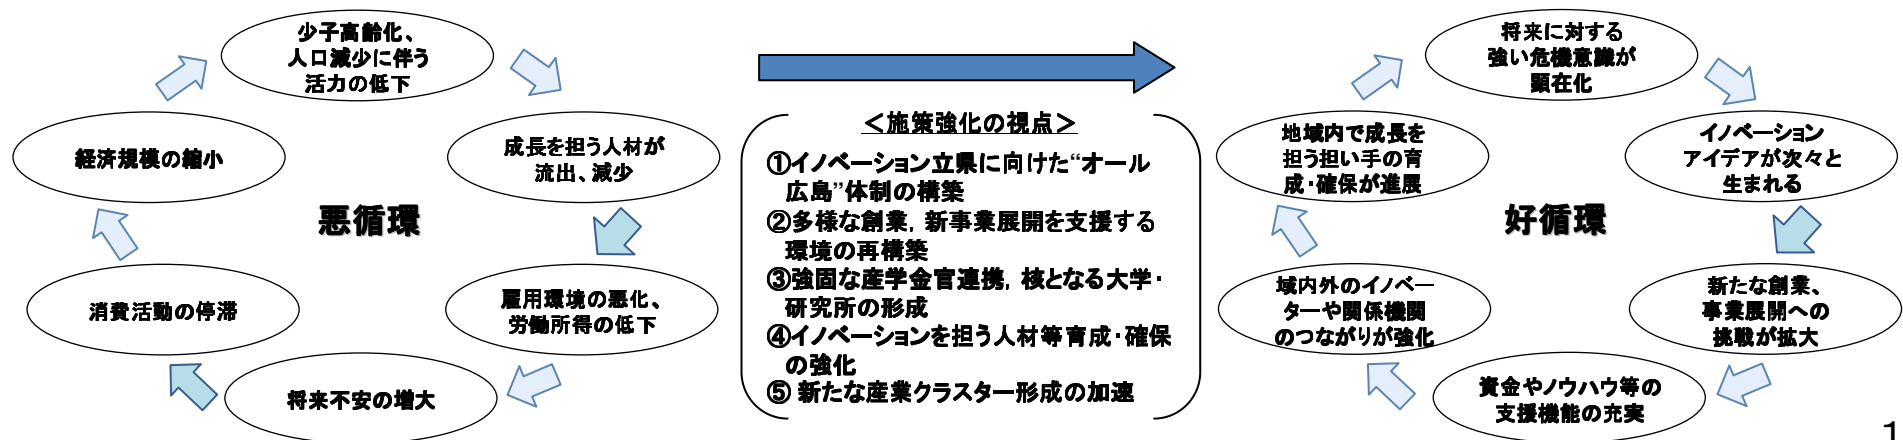 少子高齢化、
人口減少に伴う
活力の低下
成長を担う人材が
流出、減少
雇用環境の悪化、
労働所得の低下
将来不安の増大
消費活動の停滞
経済規模の縮小
悪循環
＜施策強化の視点＞
①イノベーション立県に向けた“オール
広島”体制の構築
②多様な創業，新事業展開を支援する
環境の再構築
③強固な産学金官連携，核となる大学・
研究所の形成
④イノベーションを担う人材等育成・確保
の強化
⑤ 新たな産業クラスター形成の加速
将来に対する
強い危機意識が
顕在化
イノベーション
アイデアが次々と
生まれる
新たな創業、
事業展開への
挑戦が拡大
資金やノウハウ等の
支援機能の充実
域内外のイノベー
ターや関係機関
のつながりが強化
地域内で成長を
担う担い手の育
成・確保が進展
好循環
1